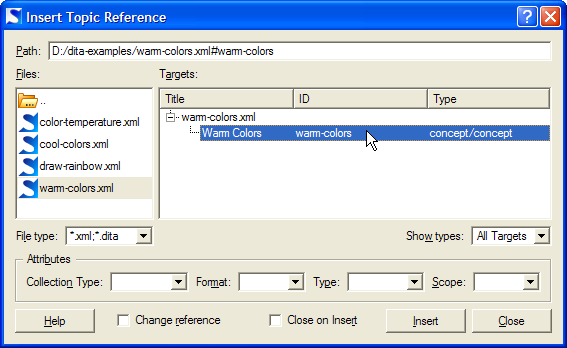 Insert Topic Reference
Path: D:/dita-examples/warm-colors.xml#warm-colors
Files: Targets:
..
color-temperature.xml
cool-colors.xml
draw-rainbow.xml
warm-colors.xml
Title ID Type
warm-colors.xml
Warm Colors warm-colors concept/concept
File type: *.xml;*.dita Show types: All Targets
Attributes
Collection Type: Format: Type: Scope:
Help Change reference Close on Insert Insert Close